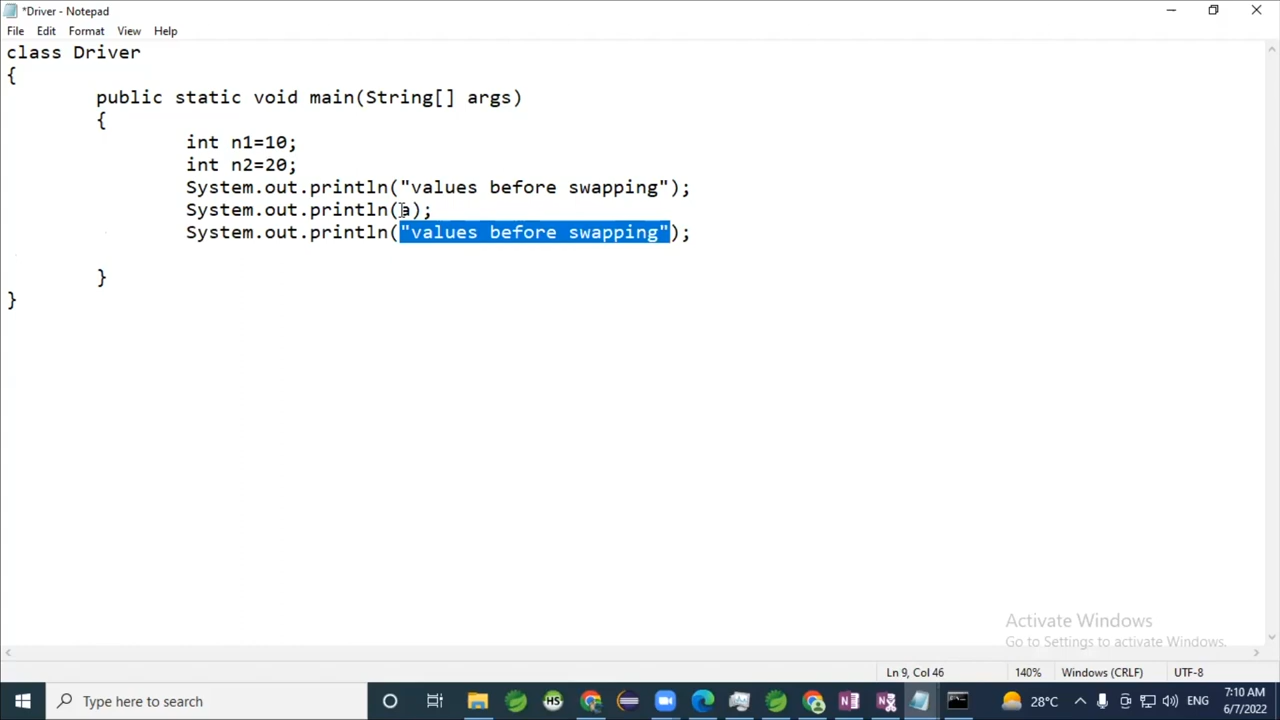 *Driver - Notepad
File Edit Format View Help
class Driver
{
public static void main(String[] args)
{
int n1=10;
int n2=20;
System.out.println("values before swapping");
System.out.println(a);
System.out.println("values before swapping");
}
}
Activate Windows
Go to Settings to activate Windows.
Ln 9, Col 46 140% Windows (CRLF) UTF-8
Type here to search HS 28°C ENG 7:10 AM
6/7/2022